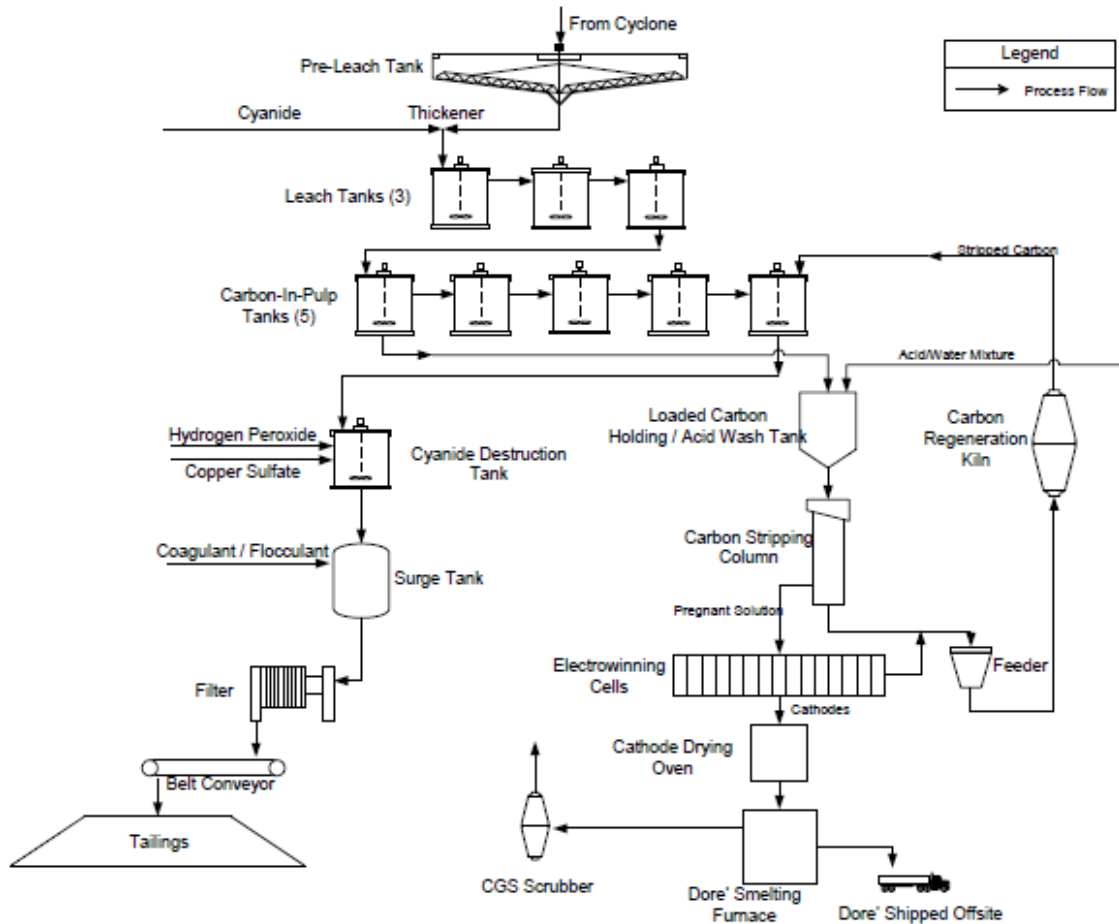 From Cyclone
Legend
Process Flow
Pre-Leach Tank
Cyanide
Thickener
Leach Tanks (3)
Stripped Carbon
Carbon-In-Pulp
Tanks (5)
Acid/Water Mixture
Loaded Carbon
Holding / Acid Wash Tank
Carbon
Regeneration
Kiln
Hydrogen Peroxide
Copper Sulfate
Cyanide Destruction
Tank
Carbon Stripping
Column
Coagulant / Flocculant
Surge Tank
Pregnant Solution
Electrowinning
Cells
Feeder
Filter
Cathodes
Cathode Drying
Oven
Belt Conveyor
Tailings
CGS Scrubber
Dore' Smelting
Furnace
Dore' Shipped Offsite